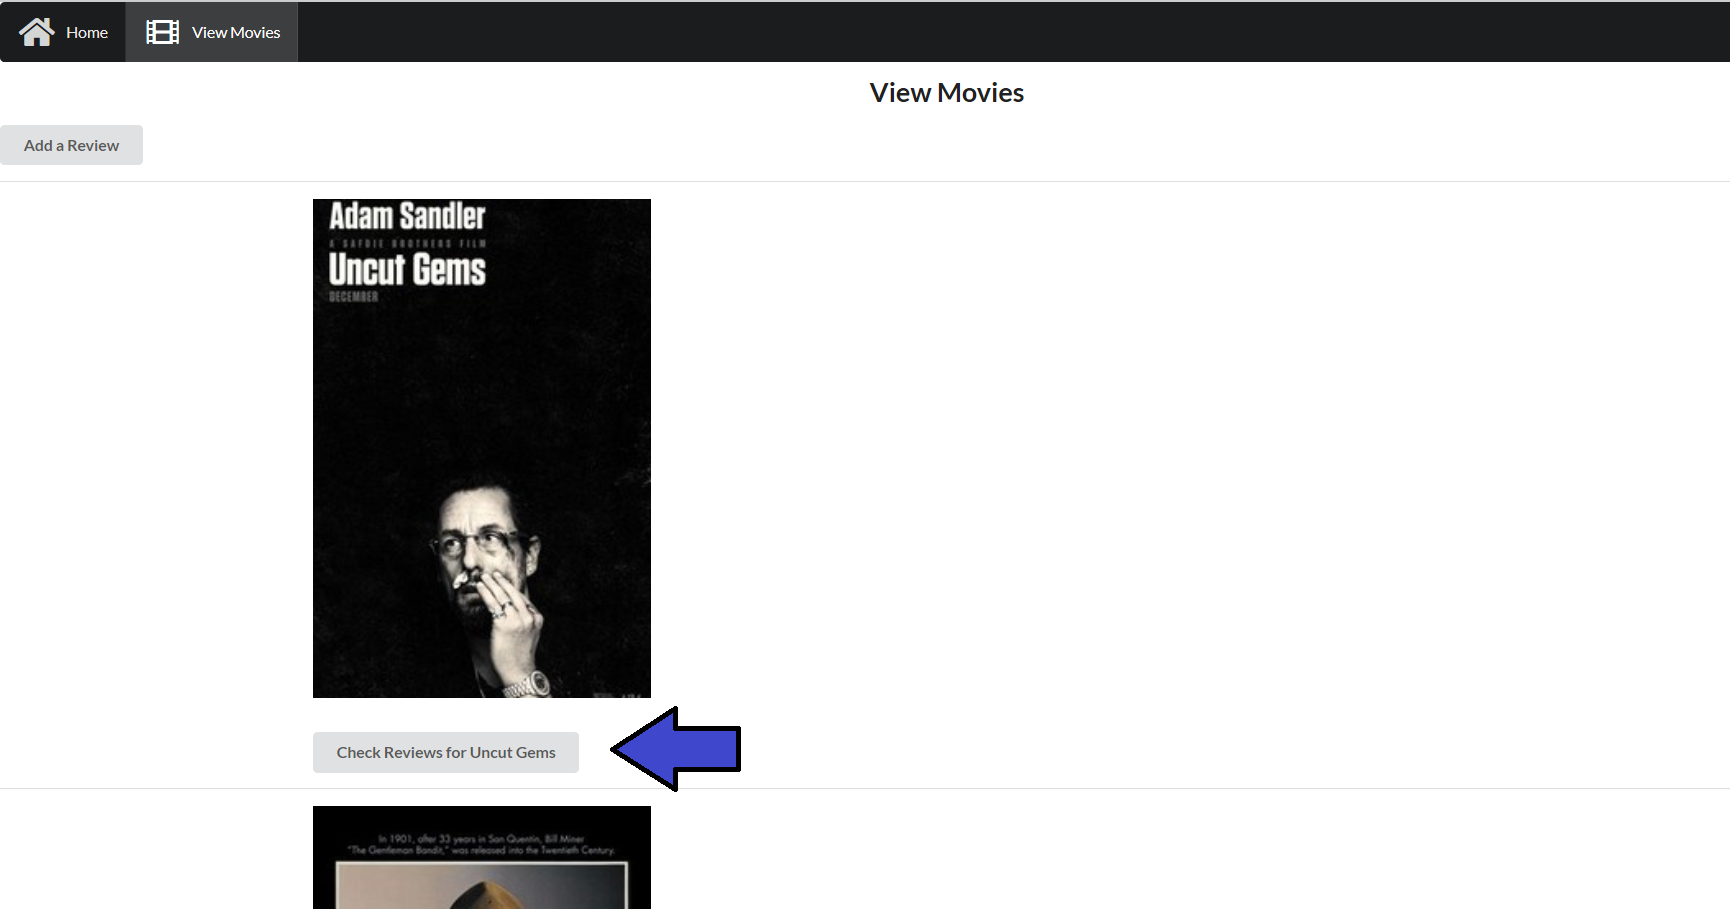 Home
View Movies
View Movies
Add a Review
Adam Sandler
A SAFDIE BROTHERS FILM
Uncut Gems
DECEMBER
Check Reviews for Uncut Gems
In 1901, after 33 years in San Quentin, Bill Miner
"The Gentleman Bandit," was released into the Twentieth Century.